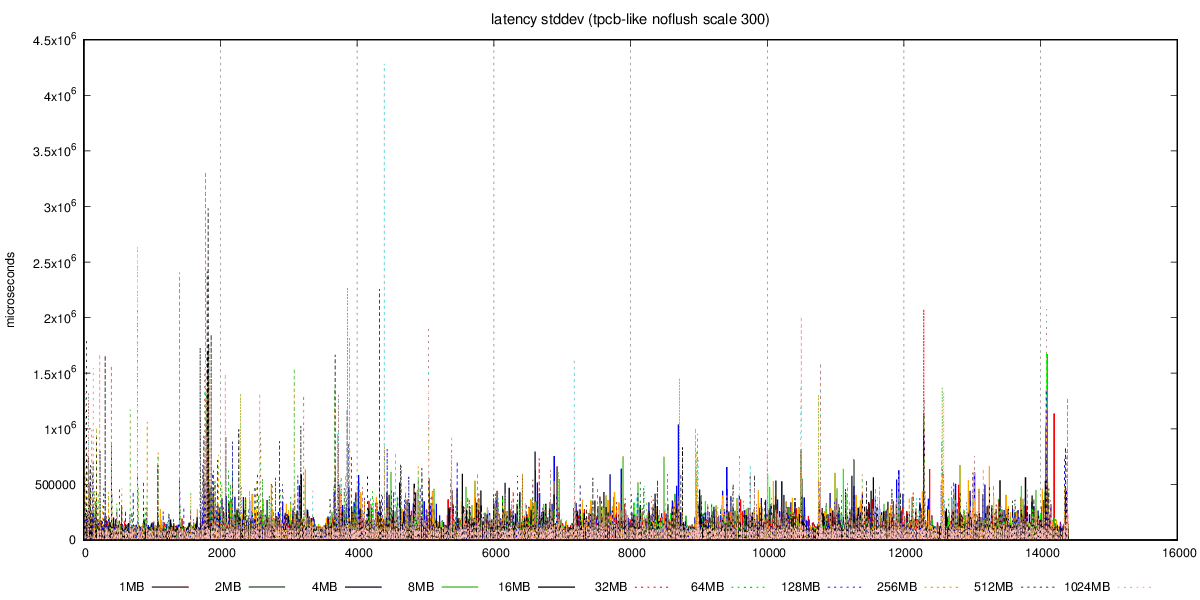 latency stddev (tpcb-like noflush scale 300)
4.5x10^6
4x10^6
3.5x10^6
3x10^6
2.5x10^6
2x10^6
1.5x10^6
1x10^6
500000
0
microseconds
0 2000 4000 6000 8000 10000 12000 14000 16000
1MB 2MB 4MB 8MB 16MB 32MB 64MB 128MB 256MB 512MB 1024MB